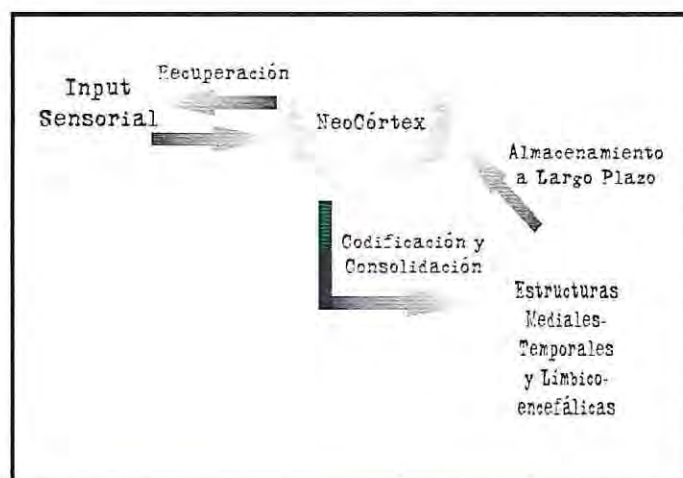 Recuperación
Input
Sensorial
NeoCórtex
Almacenamiento
a Largo Plazo
Codificación y
Consolidación
Estructuras
Mediales-
Temporales
y Límbico-
encefálicas